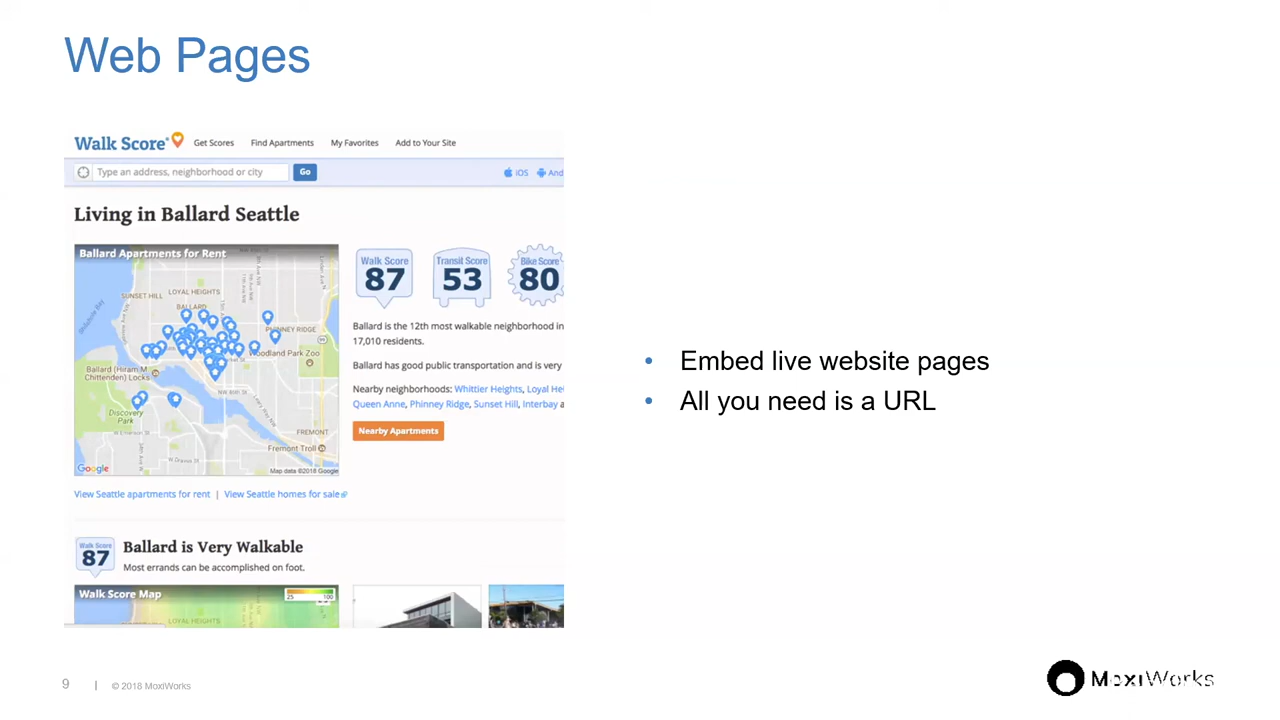 Web Pages
Walk Score
Get Scores
Find Apartments
My Favorites
Add to Your Site
Type an address, neighborhood or city
Go
iOS
And
Living in Ballard Seattle
Ballard Apartments for Rent
SUNSET HILL
LOYAL HEIGHTS
BALLARD
PHINNEY RIDGE
Woodland Park Zoo
Ballard (Hiram M
Chittenden) Locks
Discovery
Park
Fremont Troll
Google
Map data ©2018 Google
Walk Score
87
Transit Score
53
Bike Score
80
Ballard is the 12th most walkable neighborhood in
17,010 residents.
Ballard has good public transportation and is very
Nearby neighborhoods: Whittier Heights, Loyal He
Queen Anne, Phinney Ridge, Sunset Hill, Interbay a
Nearby Apartments
View Seattle apartments for rent | View Seattle homes for sale
Walk Score
87
Ballard is Very Walkable
Most errands can be accomplished on foot.
Walk Score Map
25 100
LOYAL HEIGHTS
• Embed live website pages
• All you need is a URL
9 | © 2018 MoxiWorks
MoxiWorks